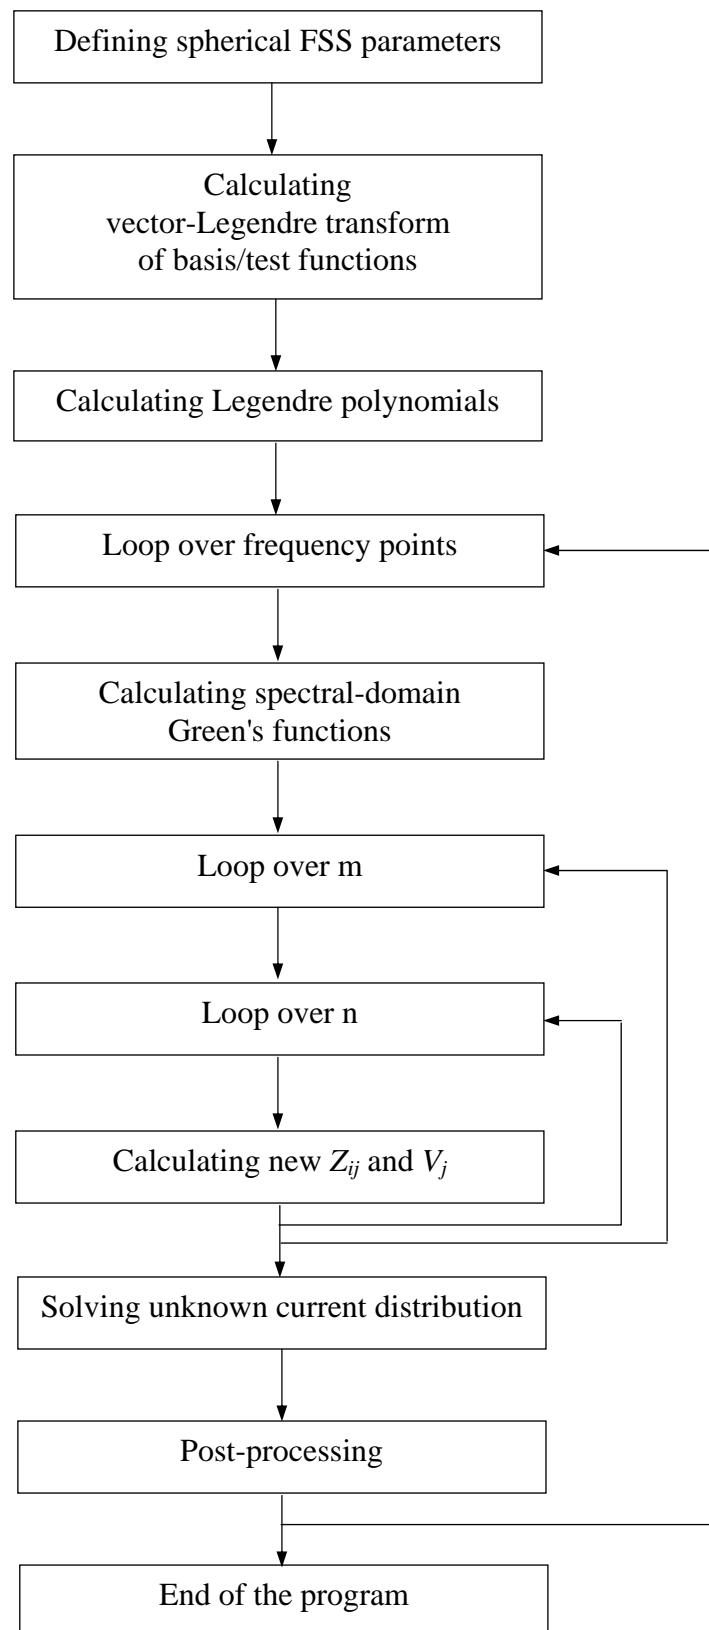 Defining spherical FSS parameters
Calculating
vector-Legendre transform
of basis/test functions
Calculating Legendre polynomials
Loop over frequency points
Calculating spectral-domain
Green's functions
Loop over m
Loop over n
Calculating new Zij and Vj
Solving unknown current distribution
Post-processing
End of the program